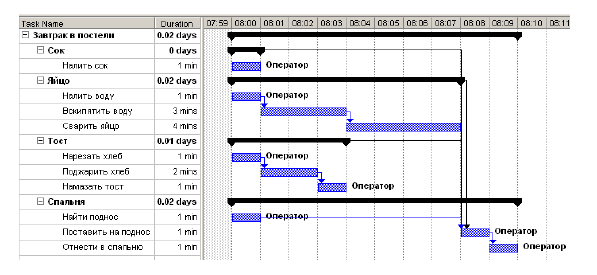 Task Name Duration 07:59 08:00 08:01 08:02 08:03 08:04 08:05 08:06 08:07 08:08 08:09 08:10 08:11
Завтрак в постели 0.02 days
Сок 0 days
Налить сок 1 min Оператор
Яйцо 0.02 days
Налить воду 1 min Оператор
Вскипятить воду 3 mins
Сварить яйцо 4 mins
Тост 0.01 days
Нарезать хлеб 1 min Оператор
Поджарить хлеб 2 mins
Намазать тост 1 min Оператор
Спальня 0.02 days
Найти поднос 1 min Оператор
Поставить на поднос 1 min Оператор
Отнести в спальню 1 min Оператор